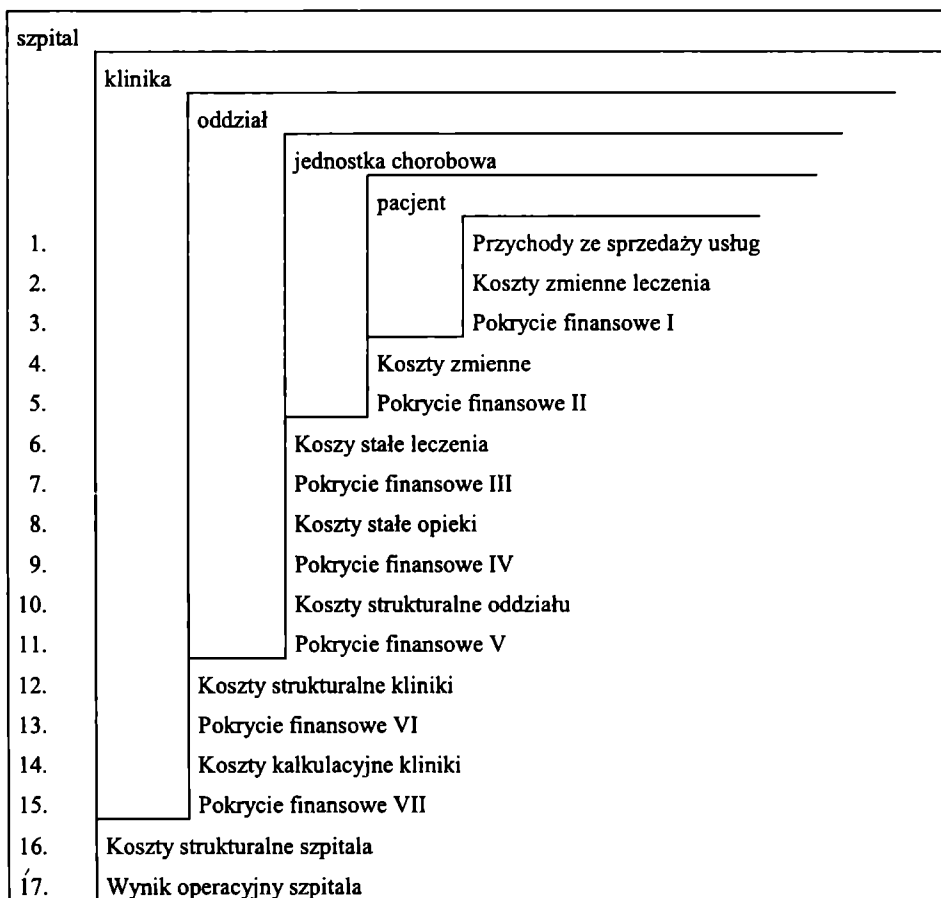 szpital
klinika
oddział
jednostka chorobowa
pacjent
1. Przychody ze sprzedaży usług
2. Koszty zmienne leczenia
3. Pokrycie finansowe I
4. Koszty zmienne
5. Pokrycie finansowe II
6. Koszy stałe leczenia
7. Pokrycie finansowe III
8. Koszty stałe opieki
9. Pokrycie finansowe IV
10. Koszty strukturalne oddziału
11. Pokrycie finansowe V
12. Koszty strukturalne kliniki
13. Pokrycie finansowe VI
14. Koszty kalkulacyjne kliniki
15. Pokrycie finansowe VII
16. Koszty strukturalne szpitala
17. Wynik operacyjny szpitala